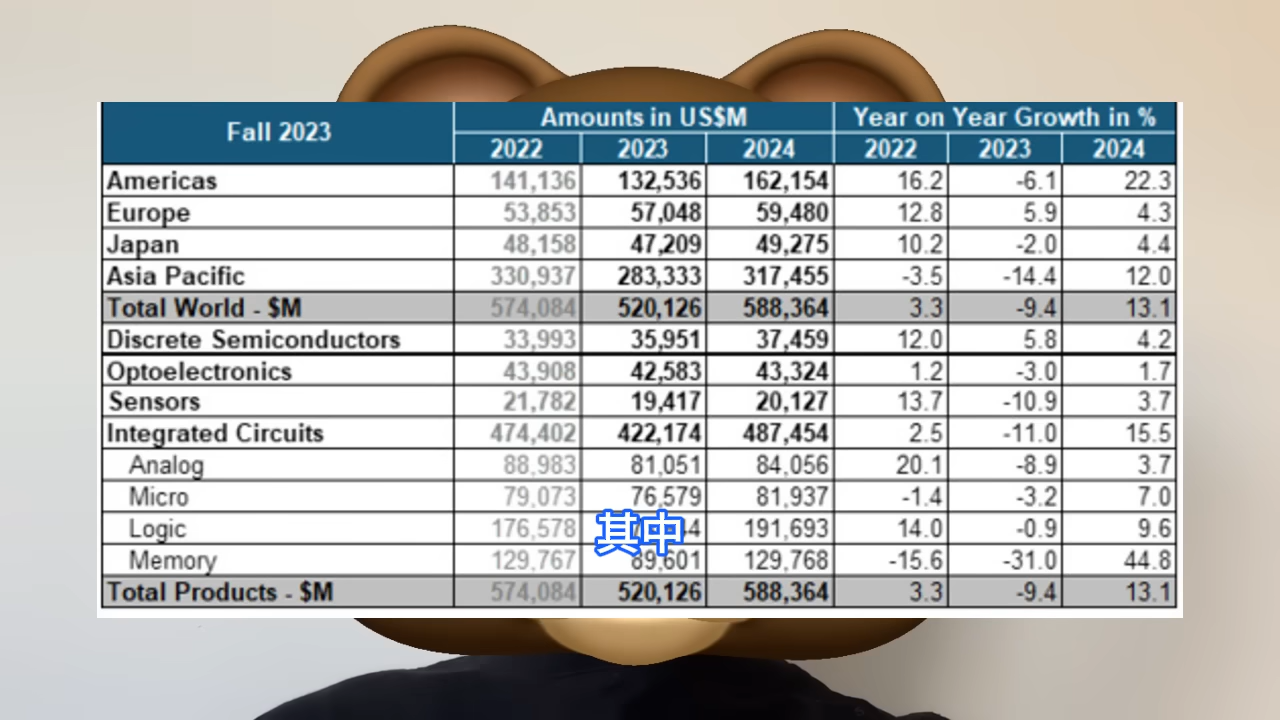 Fall 2023 Amounts in US$M Year on Year Growth in %
2022 2023 2024 2022 2023 2024
Americas 141,136 132,536 162,154 16.2 -6.1 22.3
Europe 53,853 57,048 59,480 12.8 5.9 4.3
Japan 48,158 47,209 49,275 10.2 -2.0 4.4
Asia Pacific 330,937 283,333 317,455 -3.5 -14.4 12.0
Total World - $M 574,084 520,126 588,364 3.3 -9.4 13.1
Discrete Semiconductors 33,993 35,951 37,459 12.0 5.8 4.2
Optoelectronics 43,908 42,583 43,324 1.2 -3.0 1.7
Sensors 21,782 19,417 20,127 13.7 -10.9 3.7
Integrated Circuits 474,402 422,174 487,454 2.5 -11.0 15.5
Analog 88,983 81,051 84,056 20.1 -8.9 3.7
Micro 79,073 76,579 81,937 -1.4 -3.2 7.0
Logic 176,578 191,693 14.0 -0.9 9.6
其中
Memory 129,767 89,601 129,768 -15.6 -31.0 44.8
Total Products - $M 574,084 520,126 588,364 3.3 -9.4 13.1